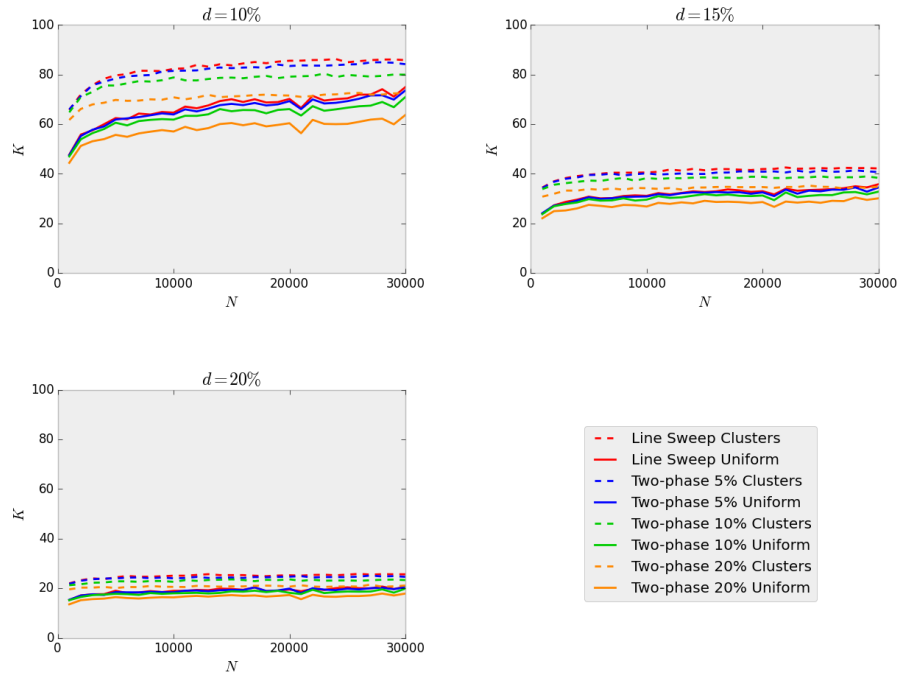 d = 10%
100
80
60
40
20
0
K
0 10000 20000 30000
N
d = 15%
100
80
60
40
20
0
K
0 10000 20000 30000
N
d = 20%
100
80
60
40
20
0
K
0 10000 20000 30000
N
Line Sweep Clusters
Line Sweep Uniform
Two-phase 5% Clusters
Two-phase 5% Uniform
Two-phase 10% Clusters
Two-phase 10% Uniform
Two-phase 20% Clusters
Two-phase 20% Uniform